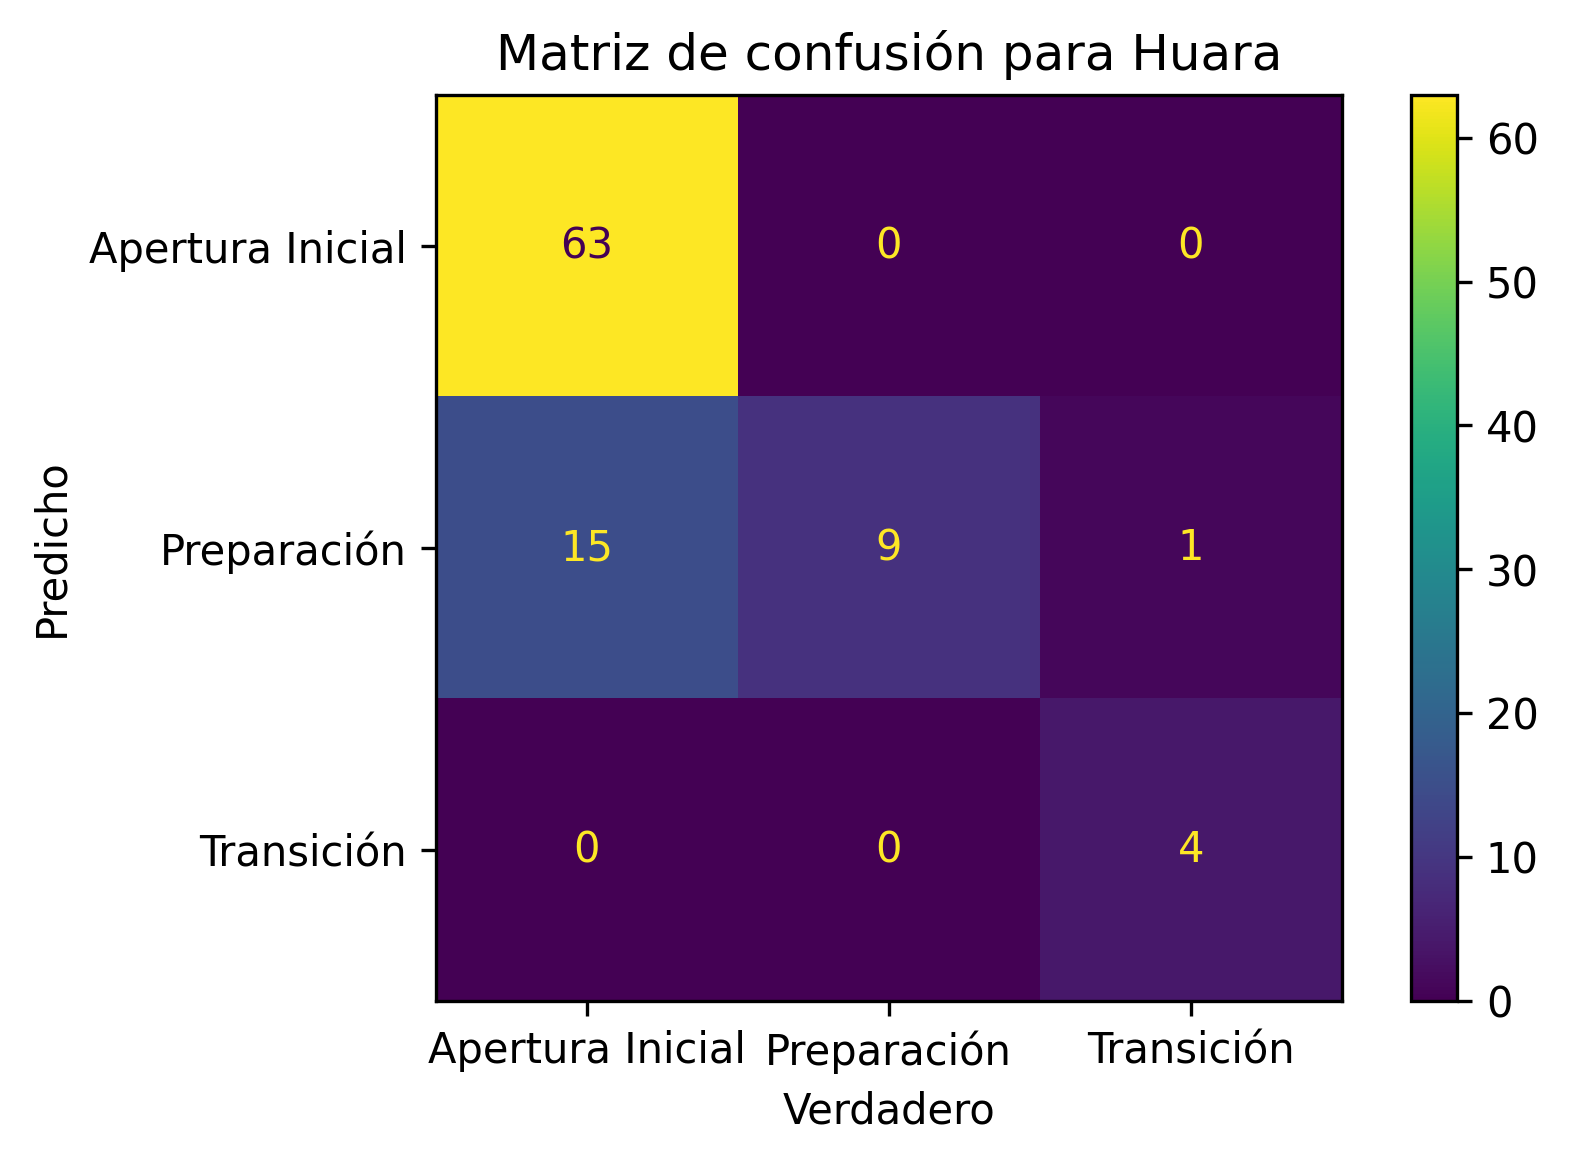 Matriz de confusión para Huara
Predicho
Apertura Inicial
63
0
0
Preparación
15
9
1
Transición
0
0
4
Apertura Inicial
Preparación
Transición
Verdadero
60
50
40
30
20
10
0